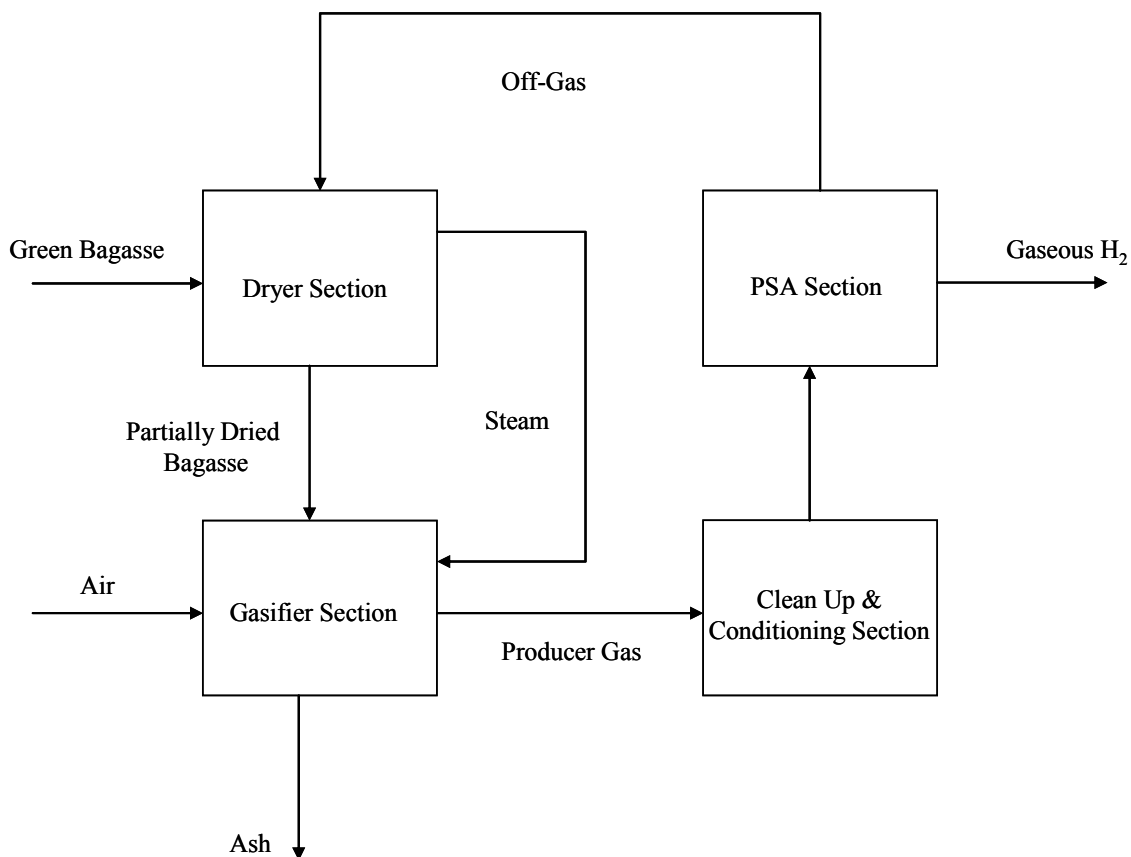 Off-Gas
Green Bagasse
Dryer Section
PSA Section
Gaseous H₂
Partially Dried
Bagasse
Steam
Air
Gasifier Section
Producer Gas
Clean Up &
Conditioning Section
Ash